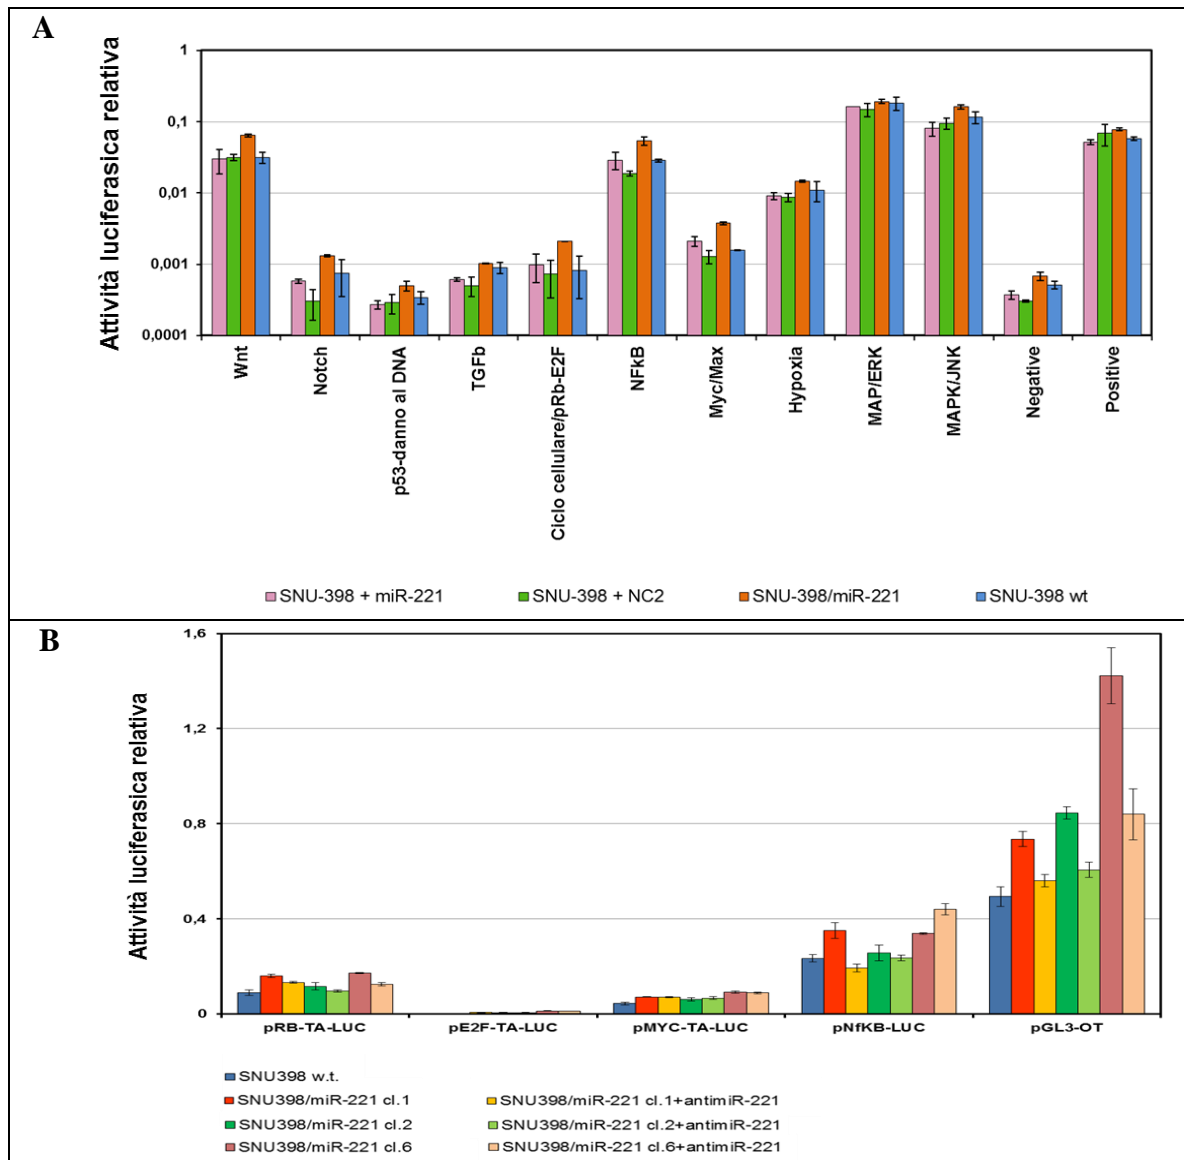 A
Attività luciferasica relativa
1
0,1
0,01
0,001
0,0001
Wnt
Notch
p53-danno al DNA
TGFb
Ciclo cellulare/pRb-E2F
NFkB
Myc/Max
Hypoxia
MAP/ERK
MAPK/JNK
Negative
Positive
SNU-398 + miR-221
SNU-398 + NC2
SNU-398/miR-221
SNU-398 wt
B
Attività luciferasica relativa
1,6
1,2
0,8
0,4
0
pRB-TA-LUC
pE2F-TA-LUC
pMYC-TA-LUC
pNfKB-LUC
pGL3-OT
SNU398 w.t.
SNU398/miR-221 cl.1
SNU398/miR-221 cl.1+antimiR-221
SNU398/miR-221 cl.2
SNU398/miR-221 cl.2+antimiR-221
SNU398/miR-221 cl.6
SNU398/miR-221 cl.6+antimiR-221